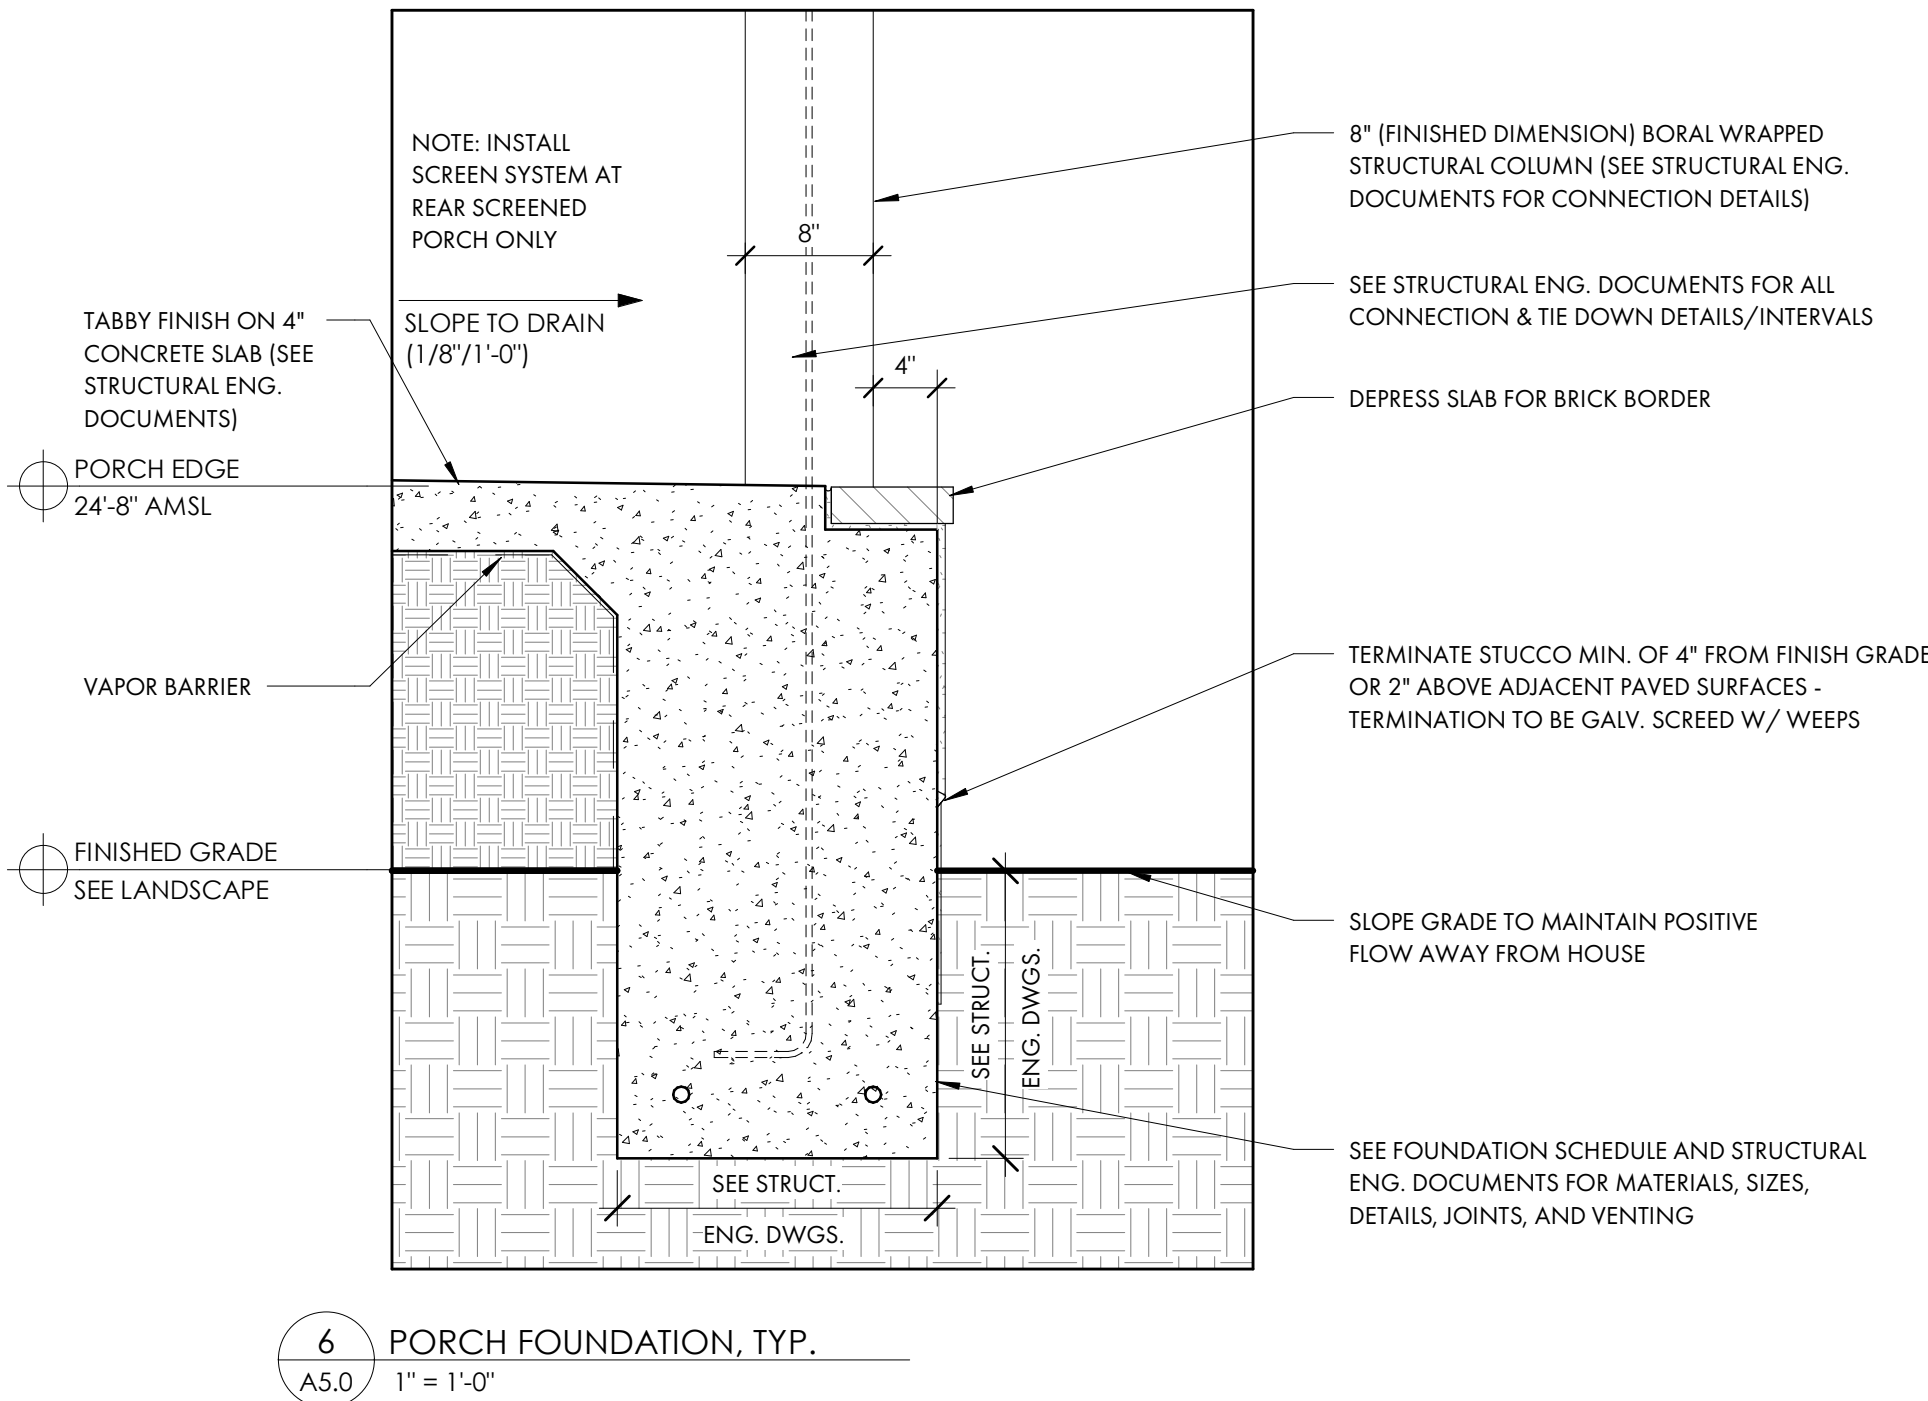 NOTE: INSTALL
SCREEN SYSTEM AT
REAR SCREENED
PORCH ONLY
SLOPE TO DRAIN
(1/8"/1'-0")
8"
4"
TABBY FINISH ON 4"
CONCRETE SLAB (SEE
STRUCTURAL ENG.
DOCUMENTS)
PORCH EDGE
24'-8" AMSL
VAPOR BARRIER
FINISHED GRADE
SEE LANDSCAPE
8" (FINISHED DIMENSION) BORAL WRAPPED
STRUCTURAL COLUMN (SEE STRUCTURAL ENG.
DOCUMENTS FOR CONNECTION DETAILS)
SEE STRUCTURAL ENG. DOCUMENTS FOR ALL
CONNECTION & TIE DOWN DETAILS/INTERVALS
DEPRESS SLAB FOR BRICK BORDER
TERMINATE STUCCO MIN. OF 4" FROM FINISH GRADE
OR 2" ABOVE ADJACENT PAVED SURFACES -
TERMINATION TO BE GALV. SCREED W/ WEEPS
SLOPE GRADE TO MAINTAIN POSITIVE
FLOW AWAY FROM HOUSE
SEE STRUCT.
ENG. DWGS.
SEE FOUNDATION SCHEDULE AND STRUCTURAL
ENG. DOCUMENTS FOR MATERIALS, SIZES,
DETAILS, JOINTS, AND VENTING
SEE STRUCT.
ENG. DWGS.
6
A5.0
PORCH FOUNDATION, TYP.
1" = 1'-0"